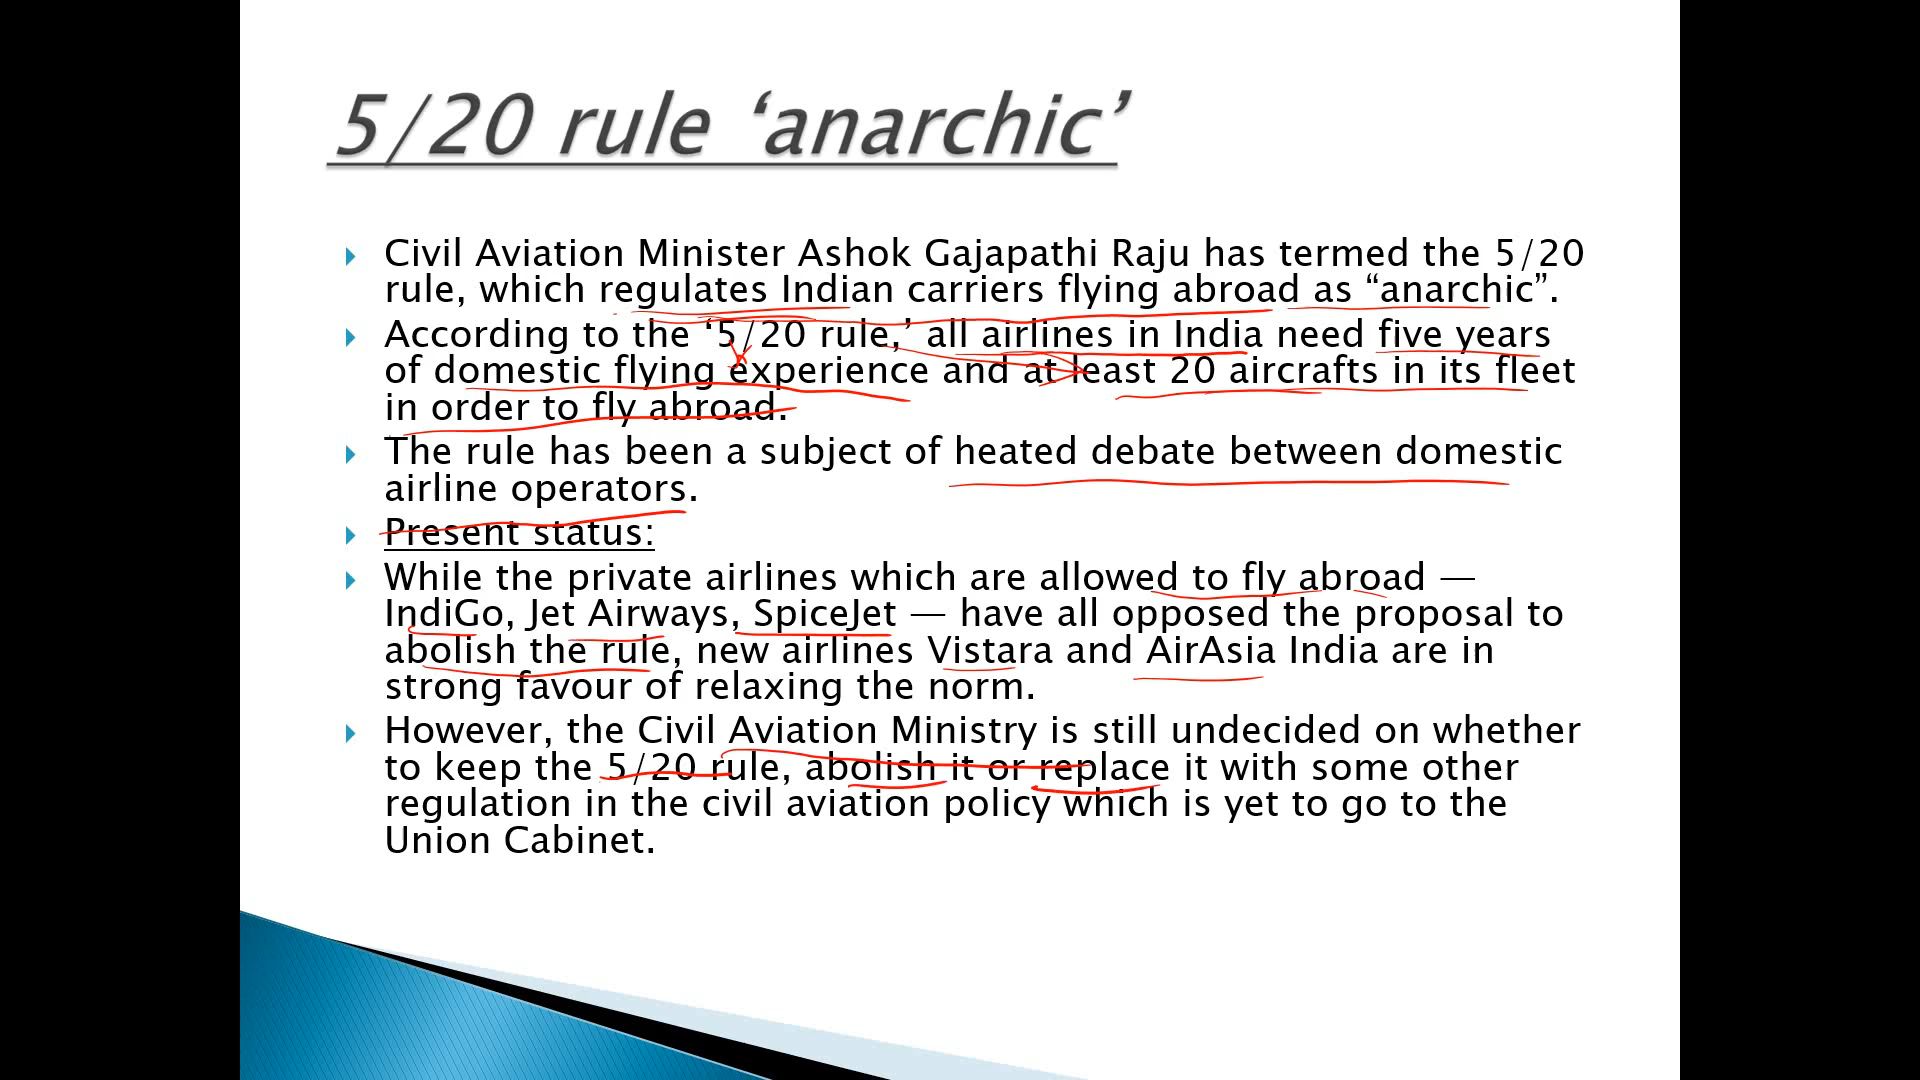 5/20 rule ‘anarchic’
Civil Aviation Minister Ashok Gajapathi Raju has termed the 5/20
rule, which regulates Indian carriers flying abroad as “anarchic”.
According to the ‘5/20 rule,’ all airlines in India need five years
of domestic flying experience and at least 20 aircrafts in its fleet
in order to fly abroad.
The rule has been a subject of heated debate between domestic
airline operators.
Present status:
While the private airlines which are allowed to fly abroad —
IndiGo, Jet Airways, SpiceJet — have all opposed the proposal to
abolish the rule, new airlines Vistara and AirAsia India are in
strong favour of relaxing the norm.
However, the Civil Aviation Ministry is still undecided on whether
to keep the 5/20 rule, abolish it or replace it with some other
regulation in the civil aviation policy which is yet to go to the
Union Cabinet.